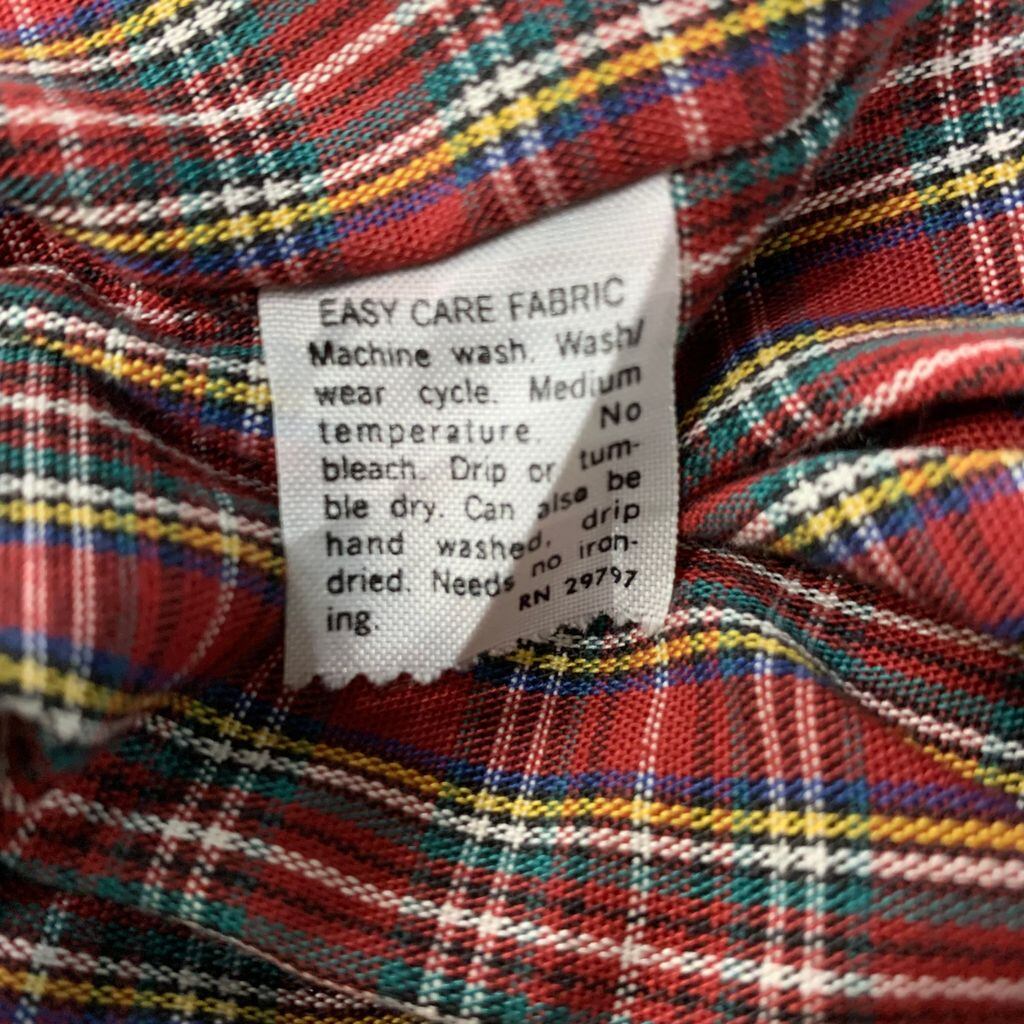 EASY CARE FABRIC
Machine wash. Wash/
wear cycle. Medium
temperature. No
bleach. Drip or tum-
ble dry. Can also be
hand washed, drip
dried. Needs no iron-
ing.
RN 29797